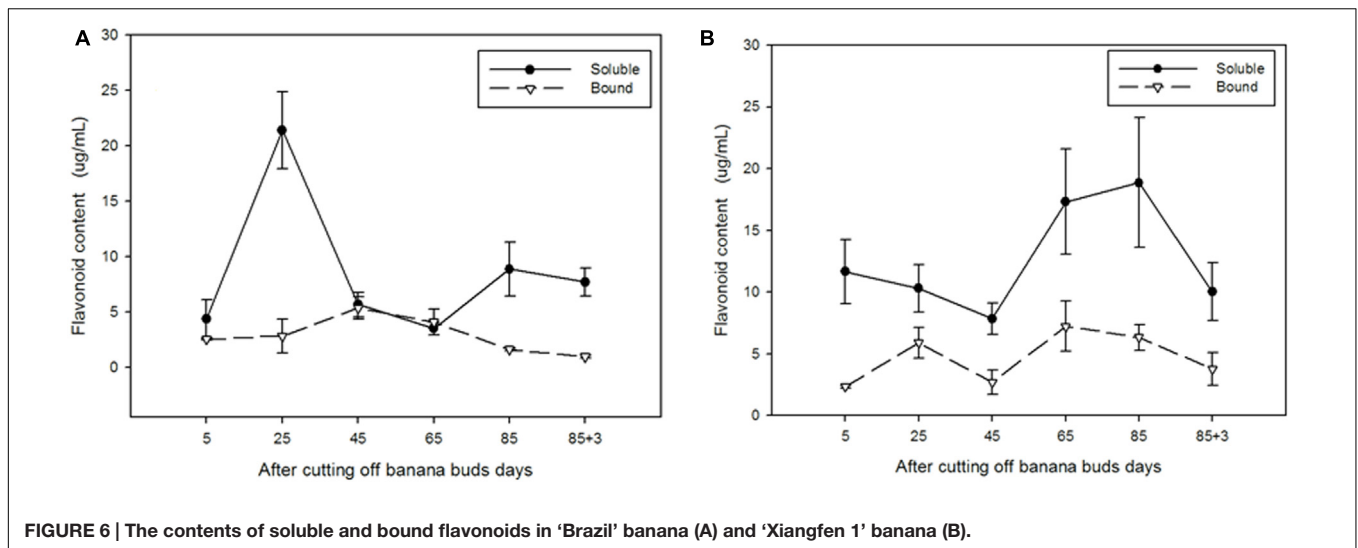 A
30
25
20
15
10
5
0
Flavonoid content (ug/mL)
Soluble
Bound
5 25 45 65 85 85+3
After cutting off banana buds days
B
30
25
20
15
10
5
0
Flavonoid content (ug/mL)
Soluble
Bound
5 25 45 65 85 85+3
After cutting off banana buds days
FIGURE 6 | The contents of soluble and bound flavonoids in ‘Brazil’ banana (A) and ‘Xiangfen 1’ banana (B).